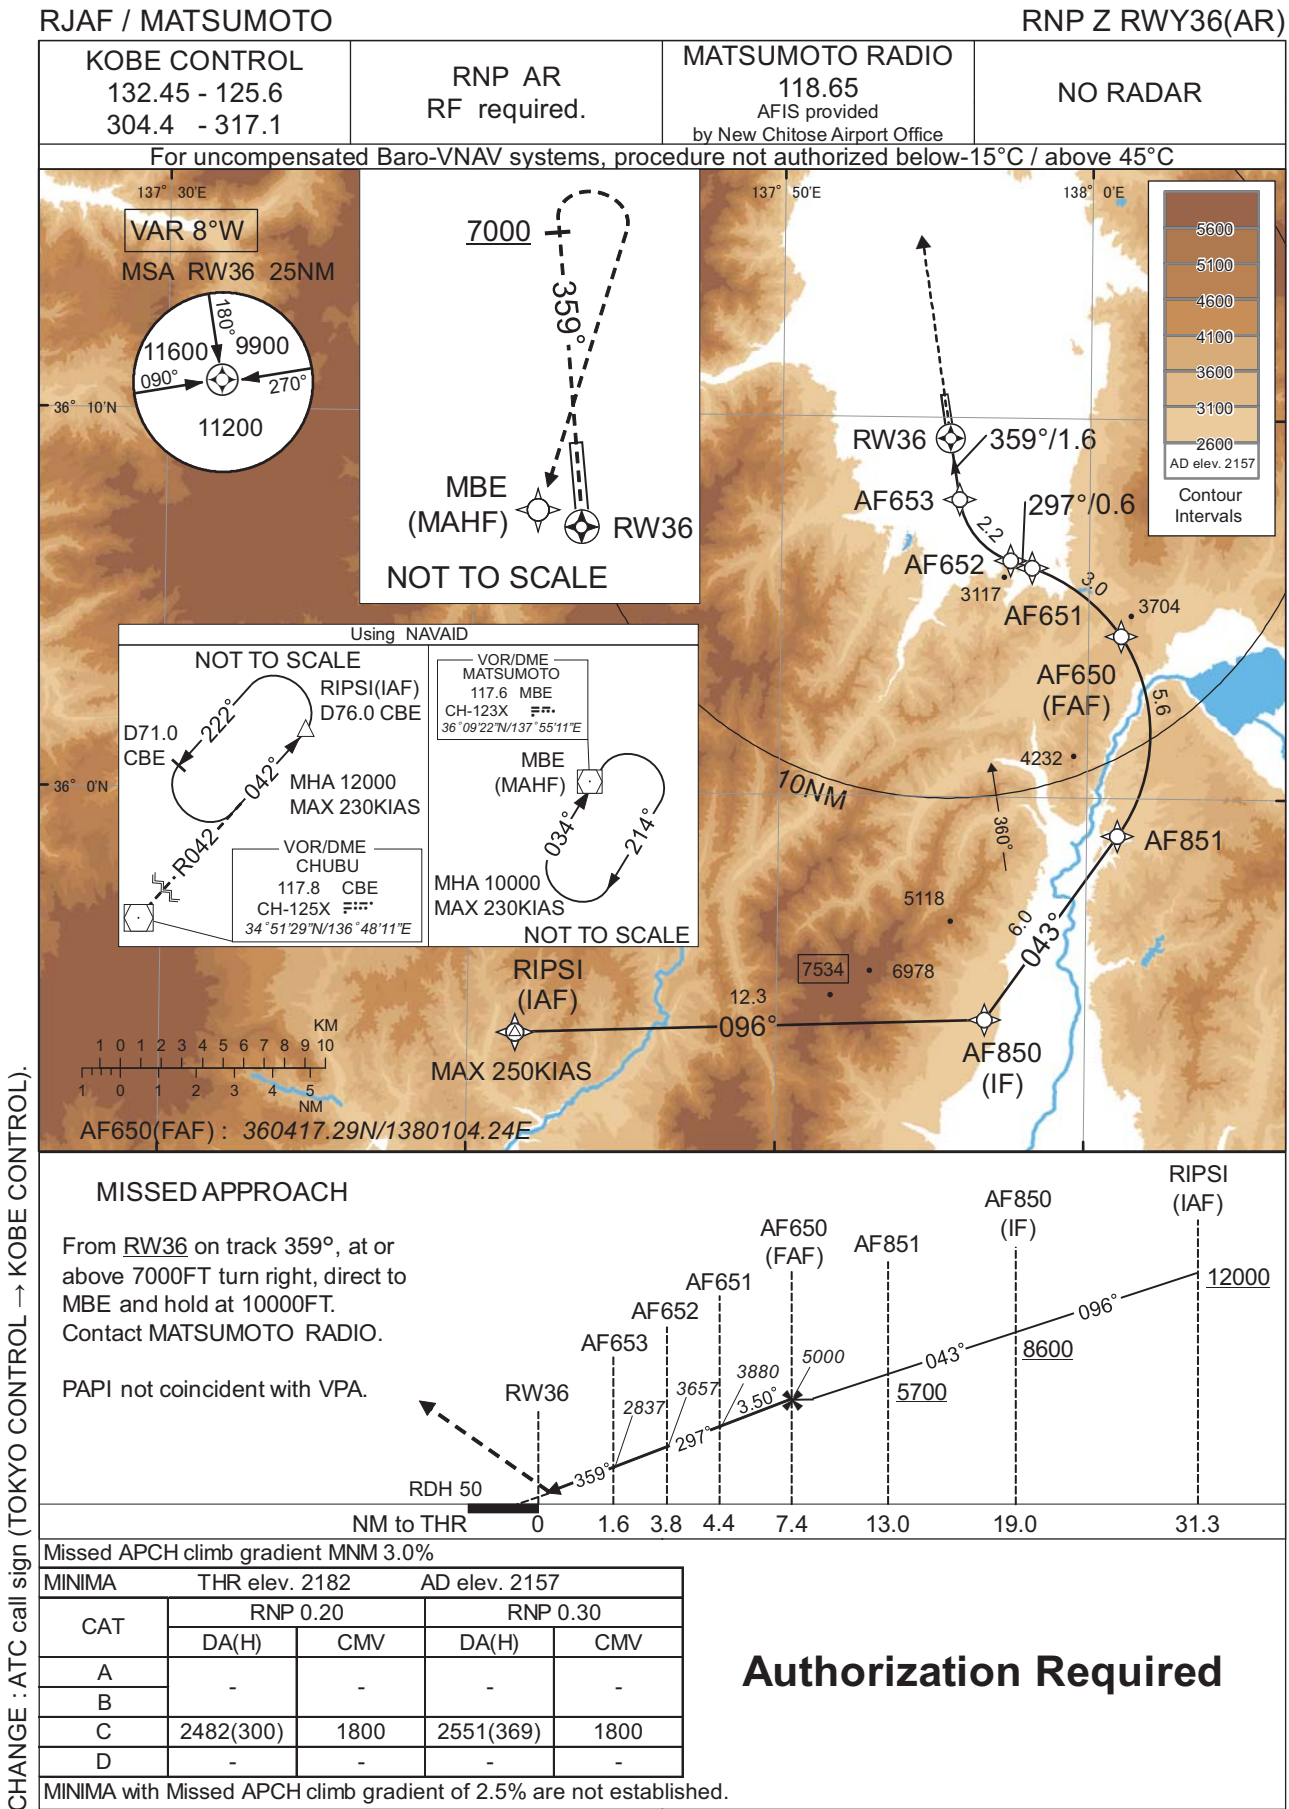 RJAF / MATSUMOTO
RNP Z RWY36(AR)
KOBE CONTROL
132.45 - 125.6
304.4 - 317.1
RNP AR
RF required.
MATSUMOTO RADIO
118.65
AFIS provided
by New Chitose Airport Office
NO RADAR
For uncompensated Baro-VNAV systems, procedure not authorized below-15°C / above 45°C
137° 30'E
137° 50'E
138° 0'E
VAR 8°W
MSA RW36 25NM
180°
11600
9900
090°
270°
11200
36° 10'N
36° 0'N
7000
359°
MBE
(MAHF)
RW36
NOT TO SCALE
5600
5100
4600
4100
3600
3100
2600
AD elev. 2157
Contour
Intervals
RW36
359°/1.6
AF653
2.2
297°/0.6
AF652
3117
3.0
AF651
3704
AF650
(FAF)
5.6
4232
10NM
360°
AF851
5118
6.0
043°
7534
6978
12.3
096°
RIPSI
(IAF)
MAX 250KIAS
AF850
(IF)
Using NAVAID
NOT TO SCALE
222°
RIPSI(IAF)
D76.0 CBE
D71.0
CBE
042°
MHA 12000
MAX 230KIAS
R042
VOR/DME
CHUBU
117.8 CBE
CH-125X
34°51'29"N/136°48'11"E
VOR/DME
MATSUMOTO
117.6 MBE
CH-123X
36°09'22"N/137°55'11"E
MBE
(MAHF)
034°
214°
MHA 10000
MAX 230KIAS
NOT TO SCALE
KM
1 0 1 2 3 4 5 6 7 8 9 10
1 0 1 2 3 4 5
NM
AF650(FAF) : 360417.29N/1380104.24E
MISSED APPROACH
From RW36 on track 359°, at or
above 7000FT turn right, direct to
MBE and hold at 10000FT.
Contact MATSUMOTO RADIO.
PAPI not coincident with VPA.
RIPSI
(IAF)
AF850
(IF)
AF650
(FAF)
AF851
AF651
AF652
AF653
RW36
12000
096°
8600
043°
5700
5000
3880
3.50°
3657
297°
2837
359°
RDH 50
NM to THR 0 1.6 3.8 4.4 7.4 13.0 19.0 31.3
Missed APCH climb gradient MNM 3.0%
MINIMA THR elev. 2182 AD elev. 2157
CAT RNP 0.20 RNP 0.30
DA(H) CMV DA(H) CMV
A - - - -
B
C 2482(300) 1800 2551(369) 1800
D - - - -
MINIMA with Missed APCH climb gradient of 2.5% are not established.
Authorization Required
CHANGE : ATC call sign (TOKYO CONTROL → KOBE CONTROL).